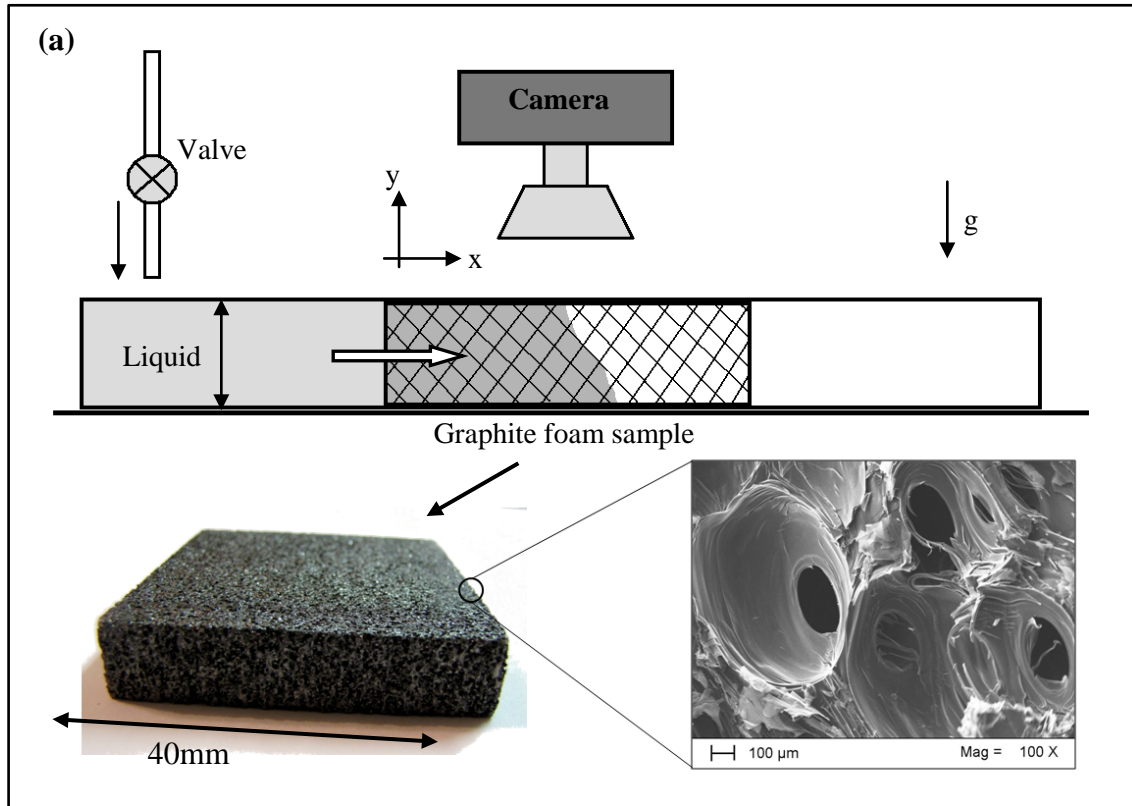 (a)
Camera
Valve
y
x
g
Liquid
Graphite foam sample
40mm
100 µm
Mag = 100 X